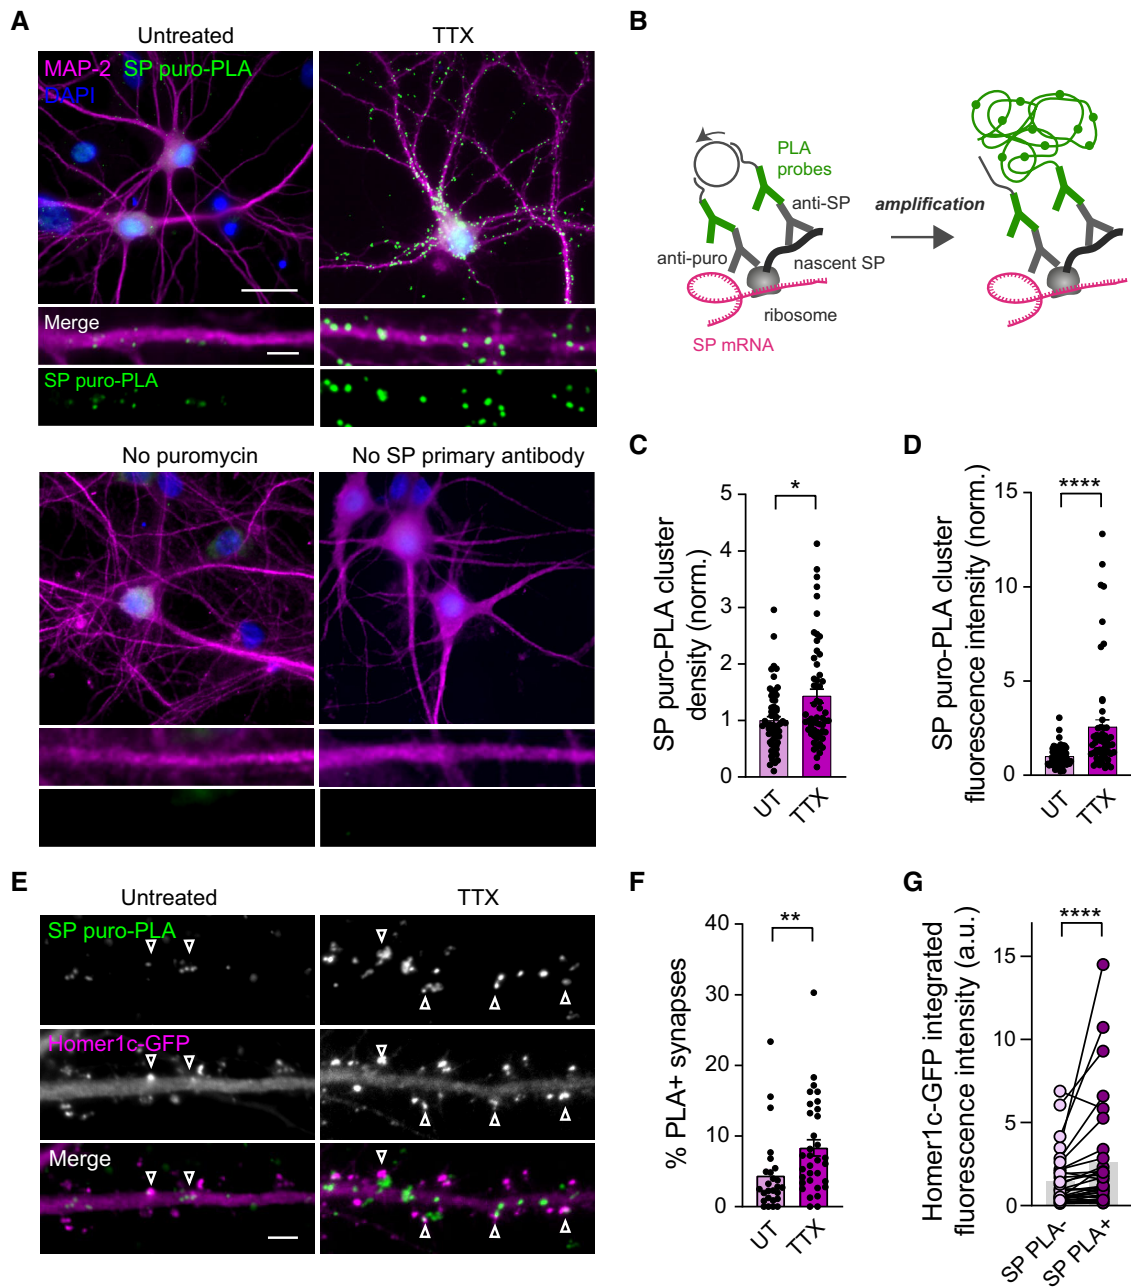 A
Untreated
TTX
MAP-2 SP puro-PLA
DAPI
Merge
SP puro-PLA
No puromycin
No SP primary antibody
B
PLA
probes
anti-SP
amplification
anti-puro
nascent SP
ribosome
SP mRNA
C
SP puro-PLA cluster
density (norm.)
5
4
3
2
1
0
*
UT
TTX
D
SP puro-PLA cluster
fluorescence intensity (norm.)
15
10
5
0
****
UT
TTX
E
Untreated
TTX
SP puro-PLA
Homer1c-GFP
Merge
F
% PLA+ synapses
40
30
20
10
0
**
UT
TTX
G
Homer1c-GFP integrated
fluorescence intensity (a.u.)
15
10
5
0
****
SP PLA-
SP PLA+